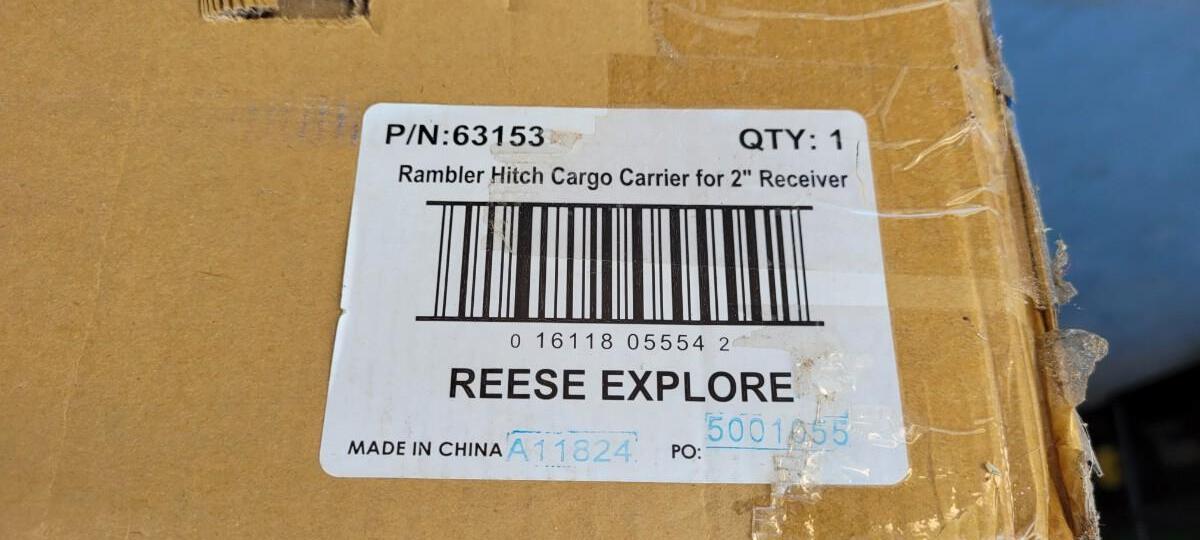 P/N:63153 QTY: 1
Rambler Hitch Cargo Carrier for 2" Receiver
0 16118 05554 2
REESE EXPLORE
MADE IN CHINA A11824 PO: 5001055